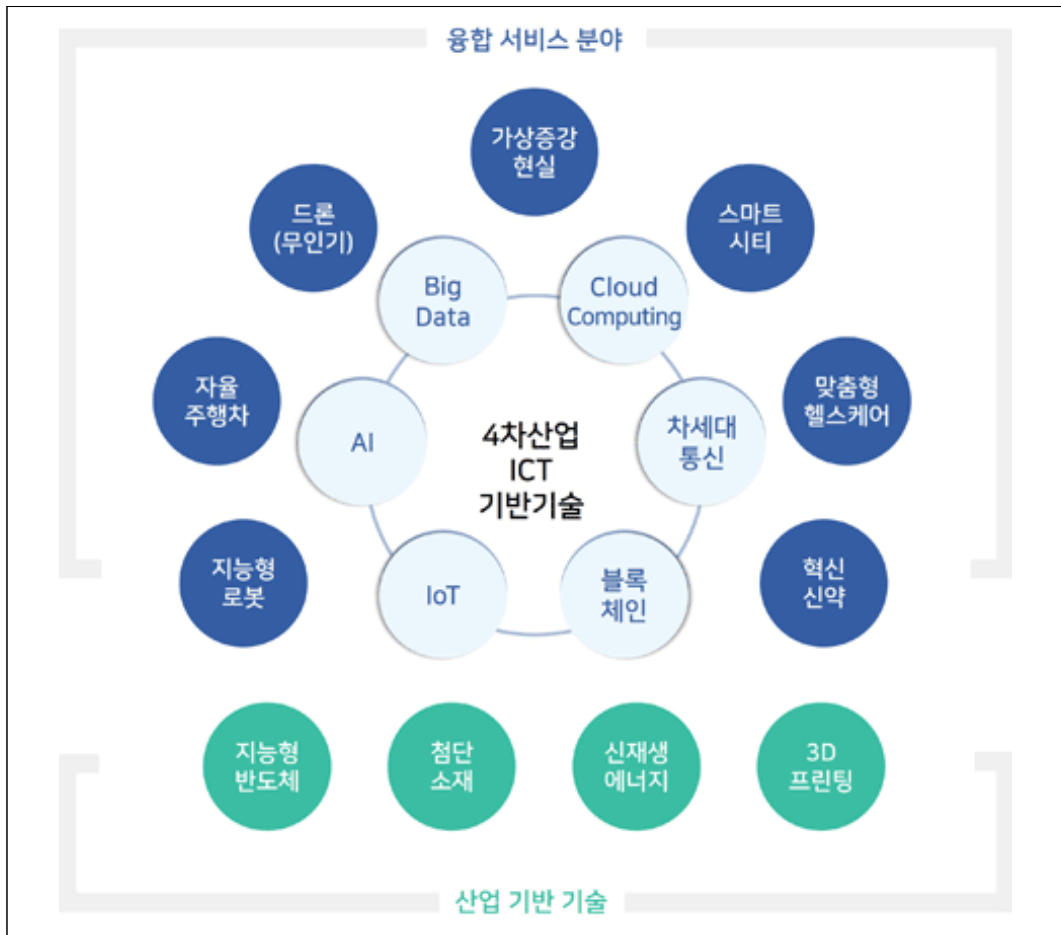 융합 서비스 분야
가상증강
현실
드론
(무인기)
스마트
시티
Big
Data
Cloud
Computing
자율
주행차
맞춤형
헬스케어
AI
4차산업
ICT
기반기술
차세대
통신
지능형
로봇
IoT
블록
체인
혁신
신약
지능형
반도체
첨단
소재
신재생
에너지
3D
프린팅
산업 기반 기술